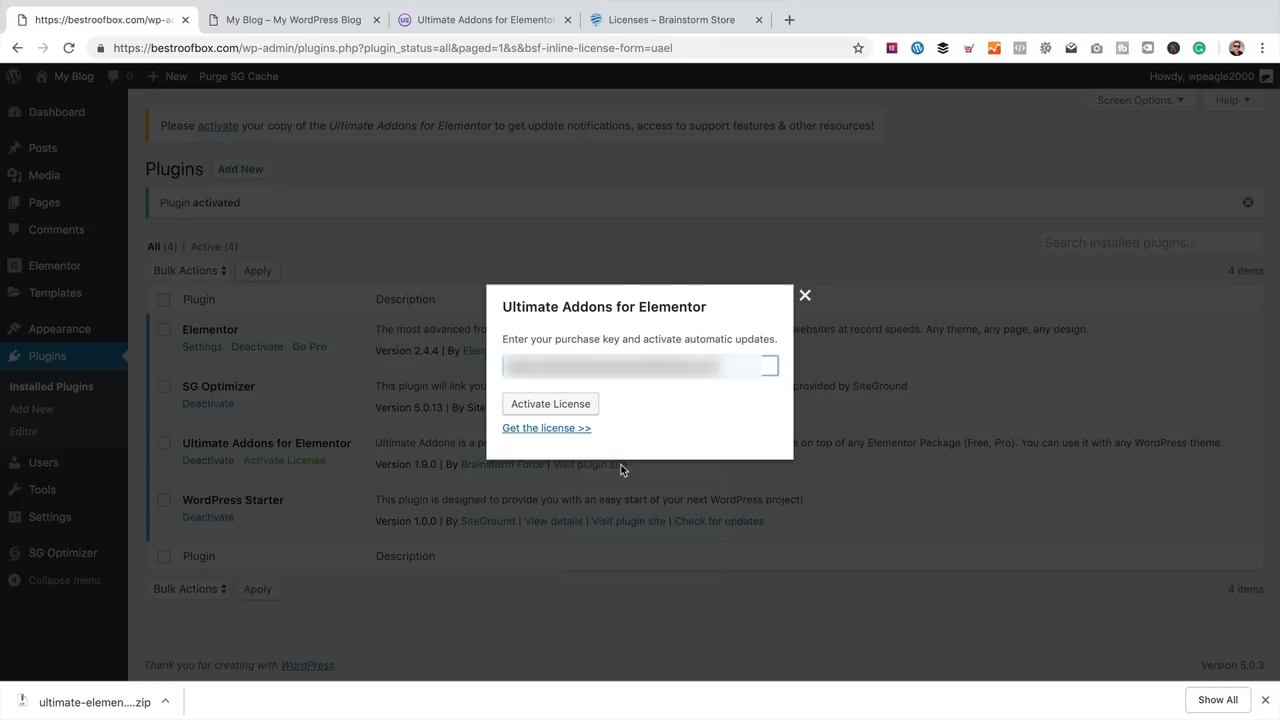 https://bestroofbox.com/wp-a
My Blog – My WordPress Blog
Ultimate Addons for Elemento
Licenses – Brainstorm Store
https://bestroofbox.com/wp-admin/plugins.php?plugin_status=all&paged=1&s&bsf-inline-license-form=uael
My Blog
0
New
Purge SG Cache
Howdy, wpeagle2000
Screen Options
Help
Dashboard
Posts
Media
Pages
Comments
Elementor
Templates
Appearance
Plugins
Installed Plugins
Add New
Editor
Users
Tools
Settings
SG Optimizer
Collapse menu
Please activate your copy of the Ultimate Addons for Elementor to get update notifications, access to support features & other resources!
Plugins
Add New
Plugin activated.
All (4) | Active (4)
Search installed plugins...
Bulk Actions
Apply
4 items
Plugin
Description
Elementor
The most advanced fro
websites at record speeds. Any theme, any page, any design.
Settings Deactivate Go Pro
Version 2.4.4 | By Elem
SG Optimizer
This plugin will link you
provided by SiteGround
Deactivate
Version 5.0.13 | By Site
Ultimate Addons for Elementor
Ultimate Addons is a p
s on top of any Elementor Package (Free, Pro). You can use it with any WordPress theme.
Deactivate Activate License
Version 1.9.0 | By Brainstorm Force | Visit plugin si
WordPress Starter
This plugin is designed to provide you with an easy start of your next WordPress project!
Deactivate
Version 1.0.0 | By SiteGround | View details | Visit plugin site | Check for updates
Plugin
Description
Bulk Actions
Apply
4 items
Thank you for creating with WordPress.
Version 5.0.3
Ultimate Addons for Elementor
Enter your purchase key and activate automatic updates.
Activate License
Get the license >>
ultimate-elemen....zip
Show All